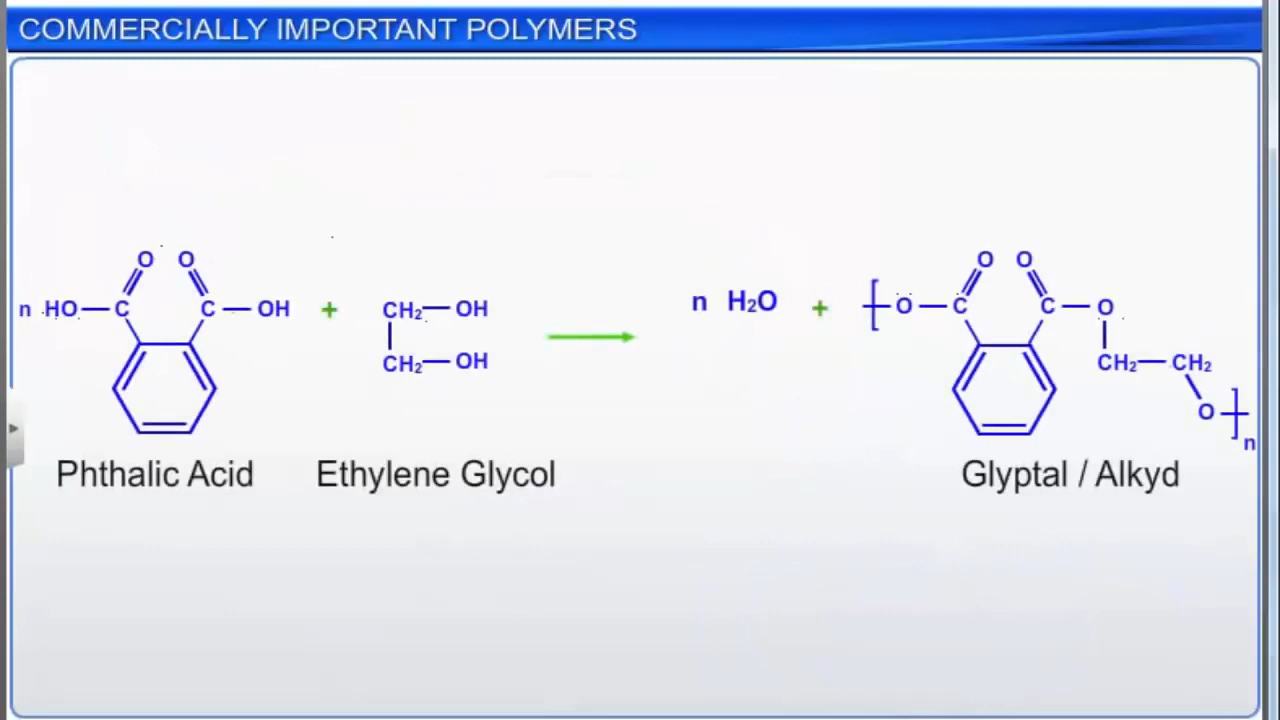 COMMERCIALLY IMPORTANT POLYMERS
O O O O
n HO C C OH + CH₂ OH n H₂O + O C C O
CH₂ OH CH₂ CH₂
O n
Phthalic Acid Ethylene Glycol Glyptal / Alkyd